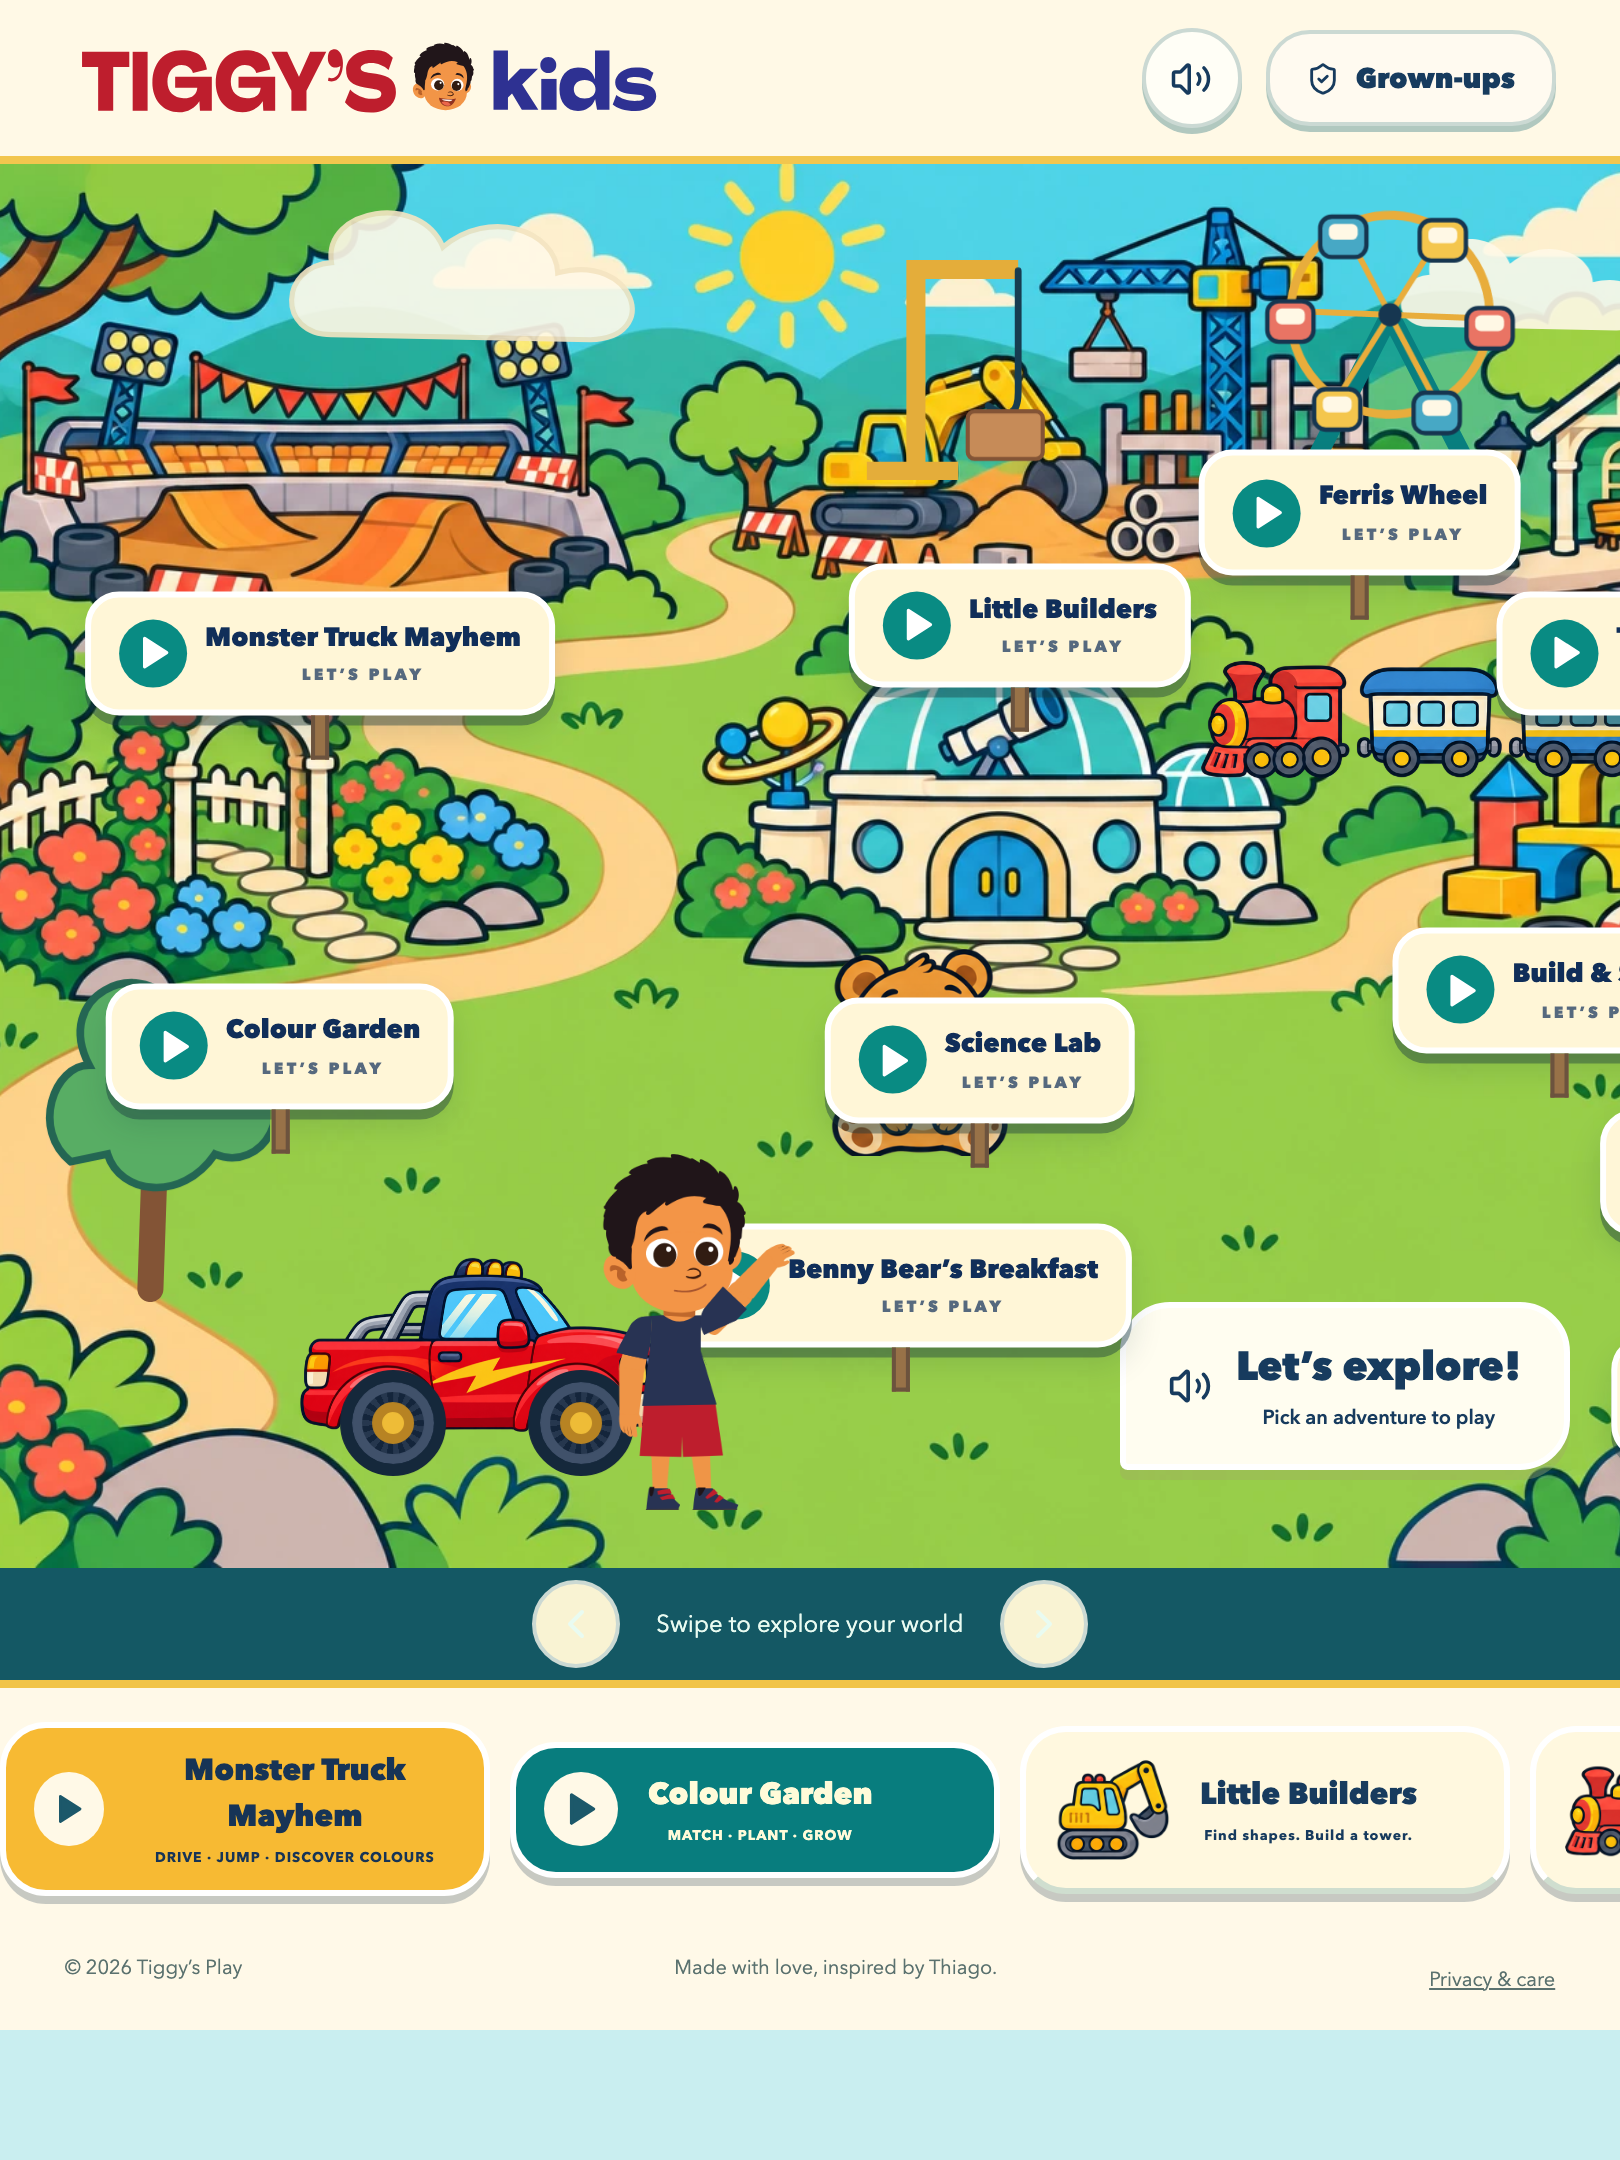 TIGGY'S kids
Grown-ups
Ferris Wheel
LET'S PLAY
Little Builders
LET'S PLAY
Monster Truck Mayhem
LET'S PLAY
Build &
LET'S
Colour Garden
LET'S PLAY
Science Lab
LET'S PLAY
Benny Bear's Breakfast
LET'S PLAY
Let's explore!
Pick an adventure to play
Swipe to explore your world
Monster Truck
Mayhem
DRIVE · JUMP · DISCOVER COLOURS
Colour Garden
MATCH · PLANT · GROW
Little Builders
Find shapes. Build a tower.
© 2026 Tiggy's Play
Made with love, inspired by Thiago.
Privacy & care